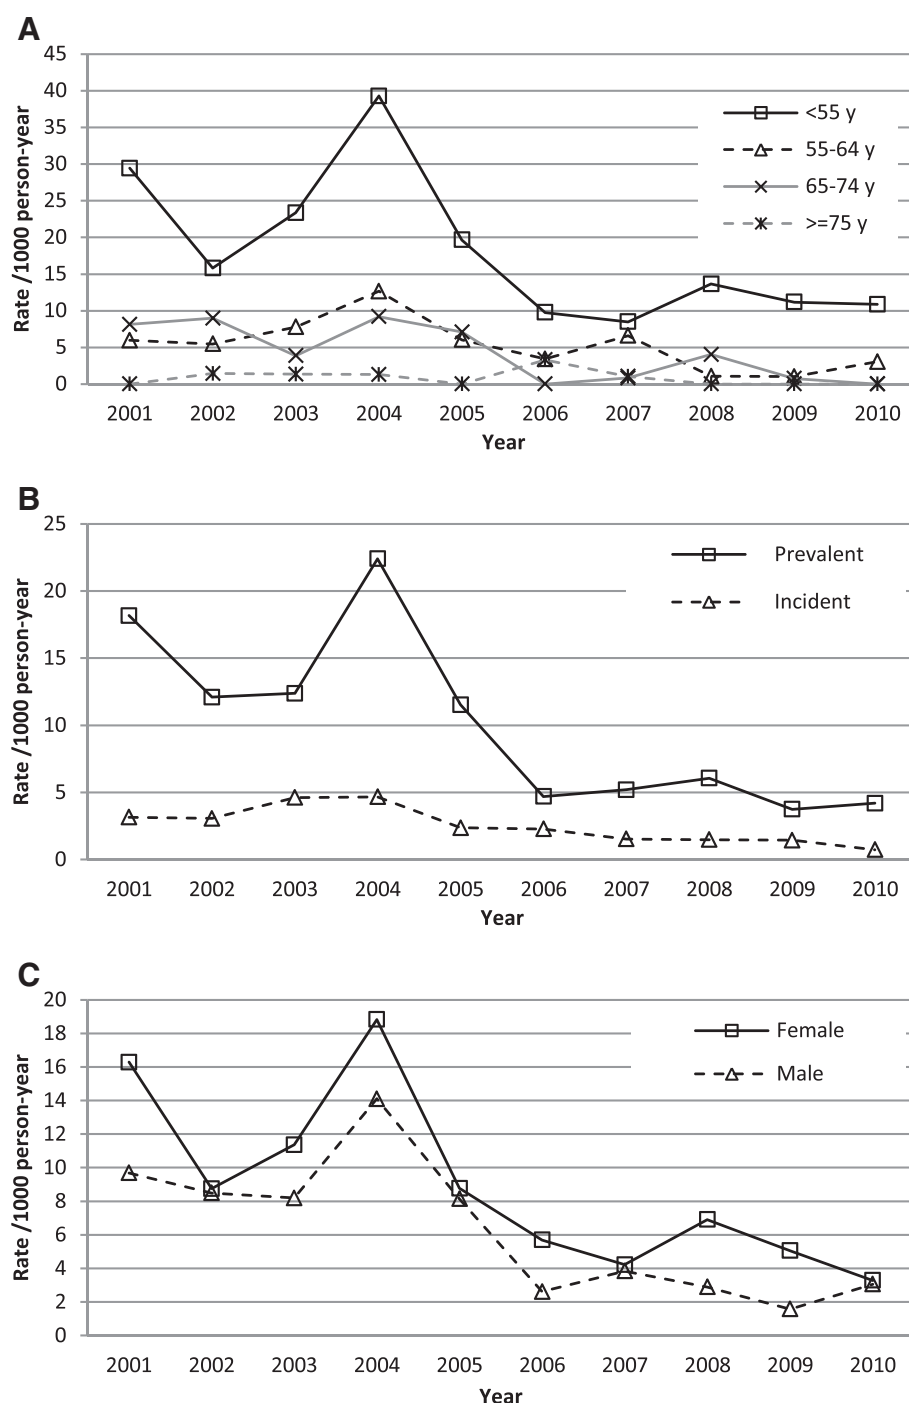 A
45
40
35
30
25
20
15
10
5
0
Rate /1000 person-year
<55 y
55-64 y
65-74 y
>=75 y
2001 2002 2003 2004 2005 2006 2007 2008 2009 2010
Year
B
25
20
15
10
5
0
Rate /1000 person-year
Prevalent
Incident
2001 2002 2003 2004 2005 2006 2007 2008 2009 2010
Year
C
20
18
16
14
12
10
8
6
4
2
0
Rate /1000 person-year
Female
Male
2001 2002 2003 2004 2005 2006 2007 2008 2009 2010
Year